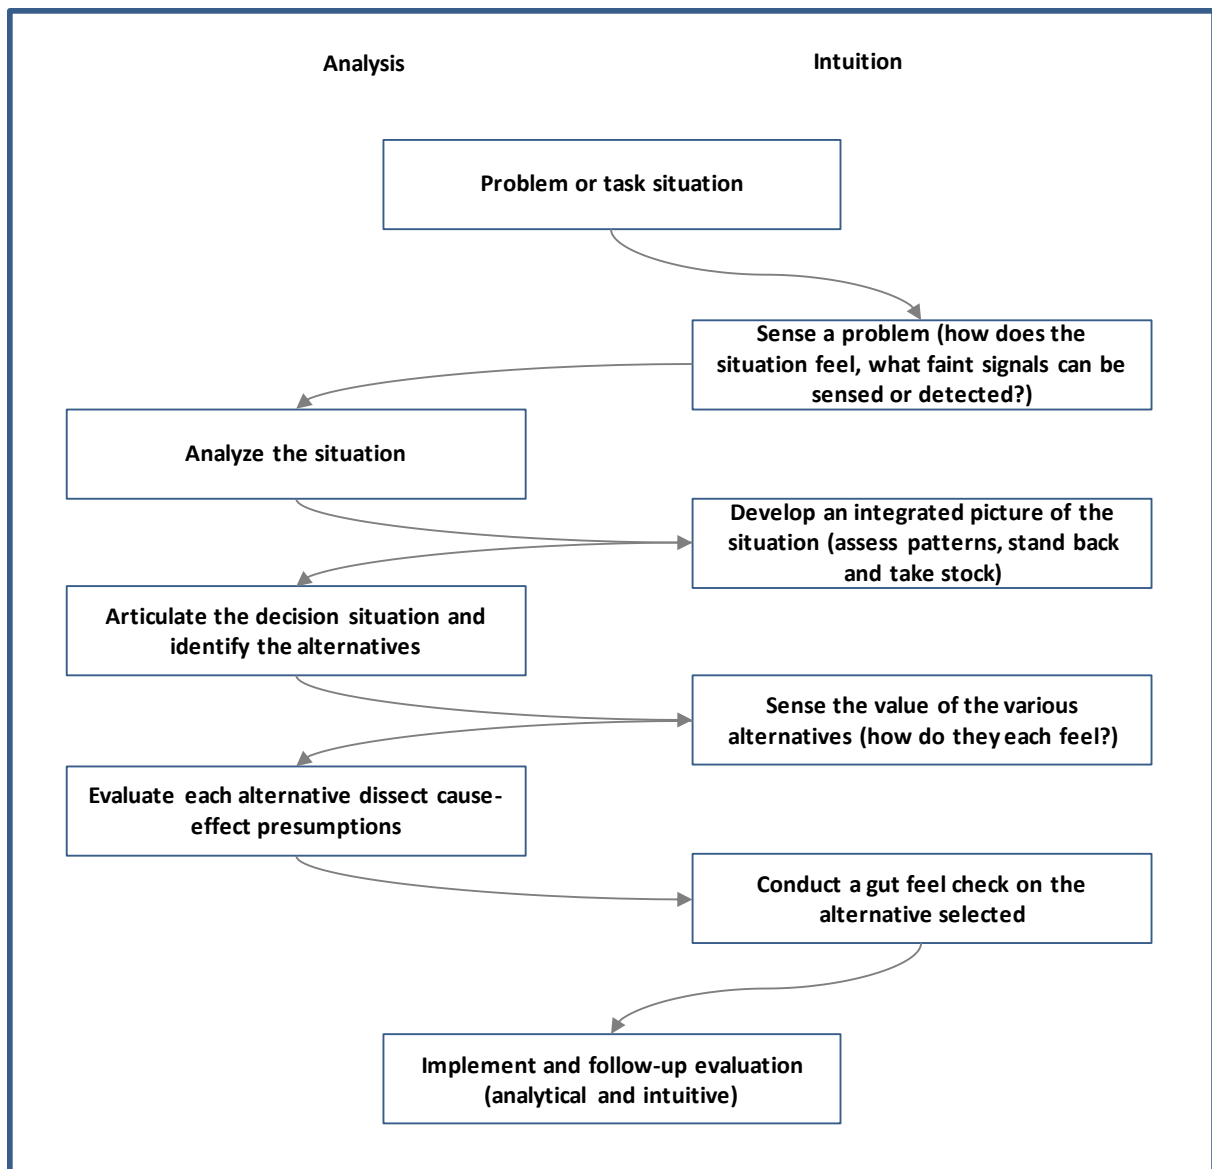 Analysis
Intuition
Problem or task situation
Sense a problem (how does the
situation feel, what faint signals can be
sensed or detected?)
Analyze the situation
Develop an integrated picture of the
situation (assess patterns, stand back
and take stock)
Articulate the decision situation and
identify the alternatives
Sense the value of the various
alternatives (how do they each feel?)
Evaluate each alternative dissect cause-
effect presumptions
Conduct a gut feel check on the
alternative selected
Implement and follow-up evaluation
(analytical and intuitive)